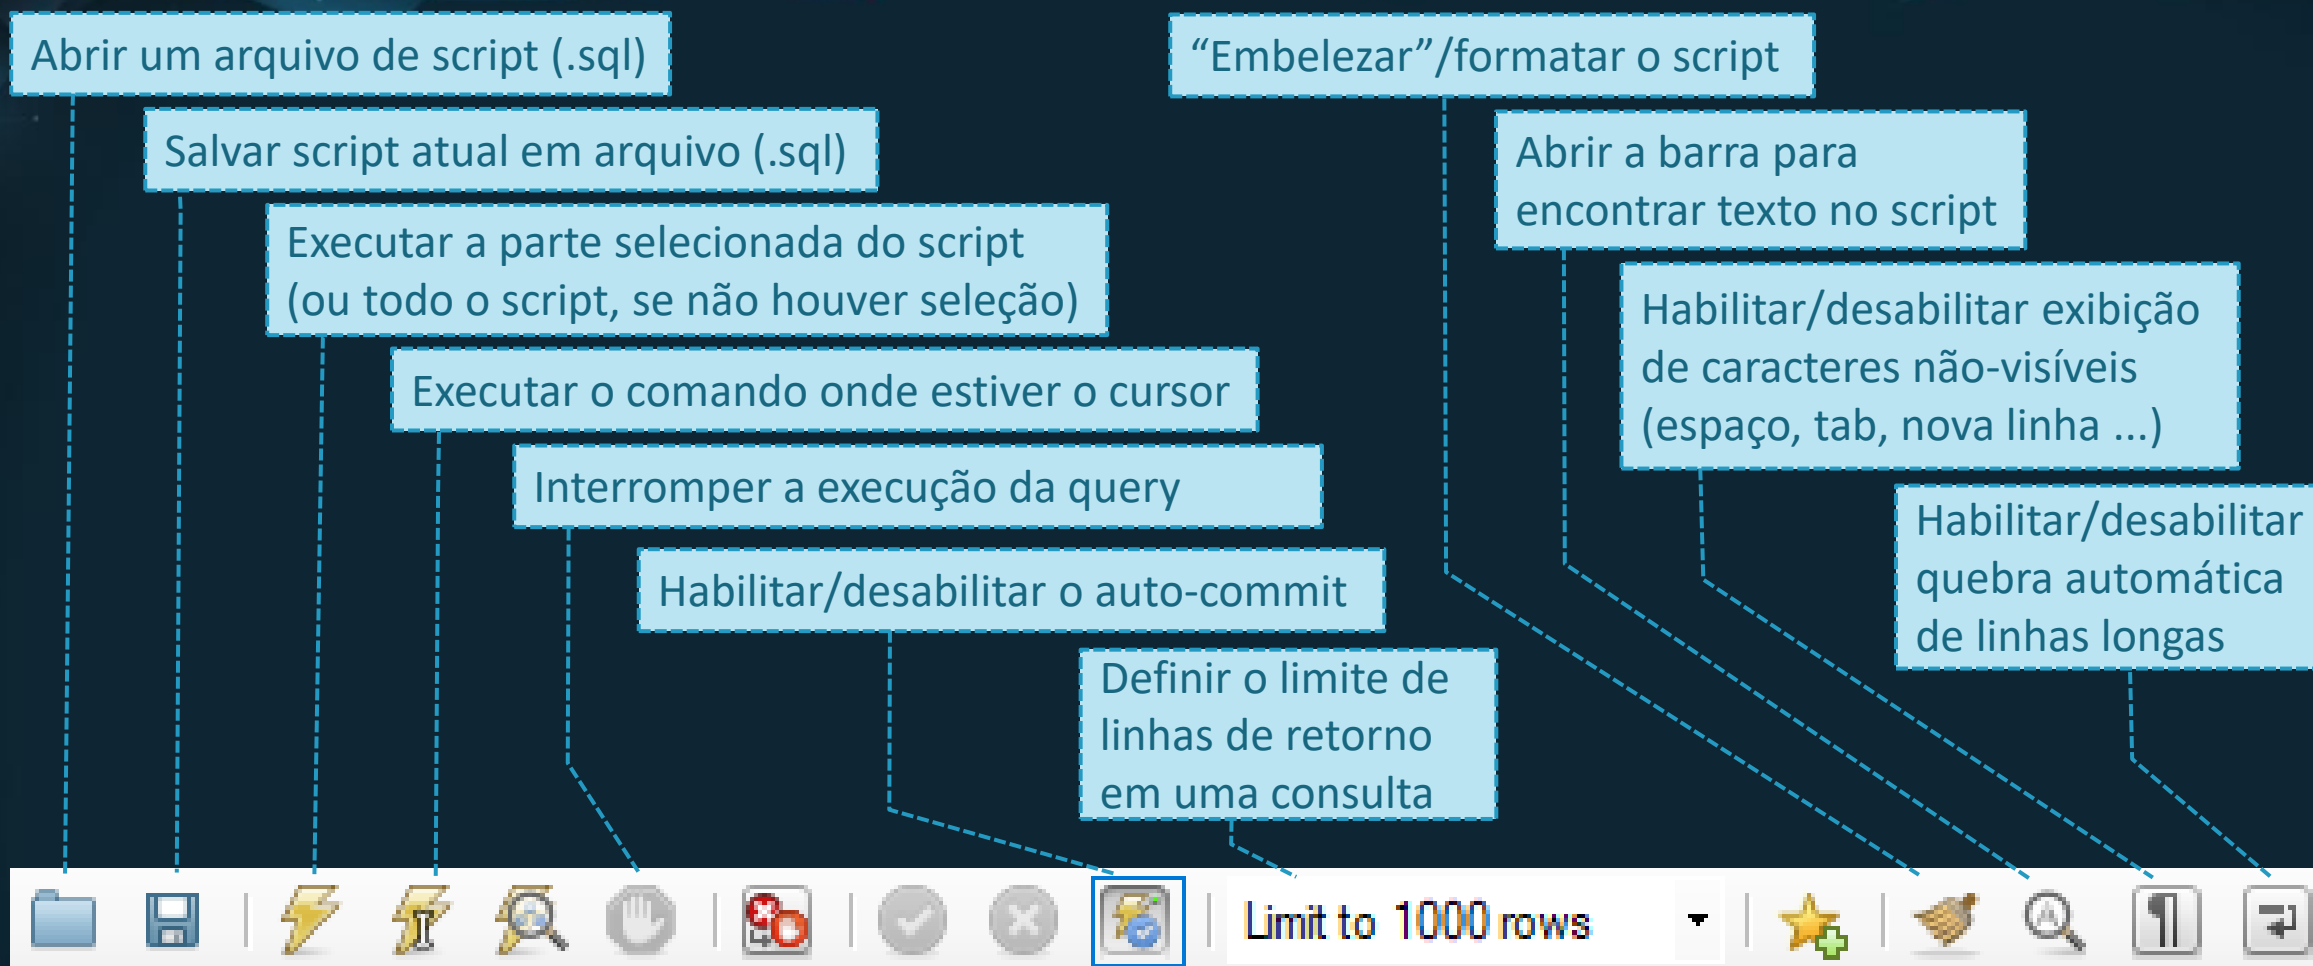 Abrir um arquivo de script (.sql)
Salvar script atual em arquivo (.sql)
Executar a parte selecionada do script
(ou todo o script, se não houver seleção)
Executar o comando onde estiver o cursor
Interromper a execução da query
Habilitar/desabilitar o auto-commit
Definir o limite de
linhas de retorno
em uma consulta
“Embelezar”/formatar o script
Abrir a barra para
encontrar texto no script
Habilitar/desabilitar exibição
de caracteres não-visíveis
(espaço, tab, nova linha ...)
Habilitar/desabilitar
quebra automática
de linhas longas
Limit to 1000 rows